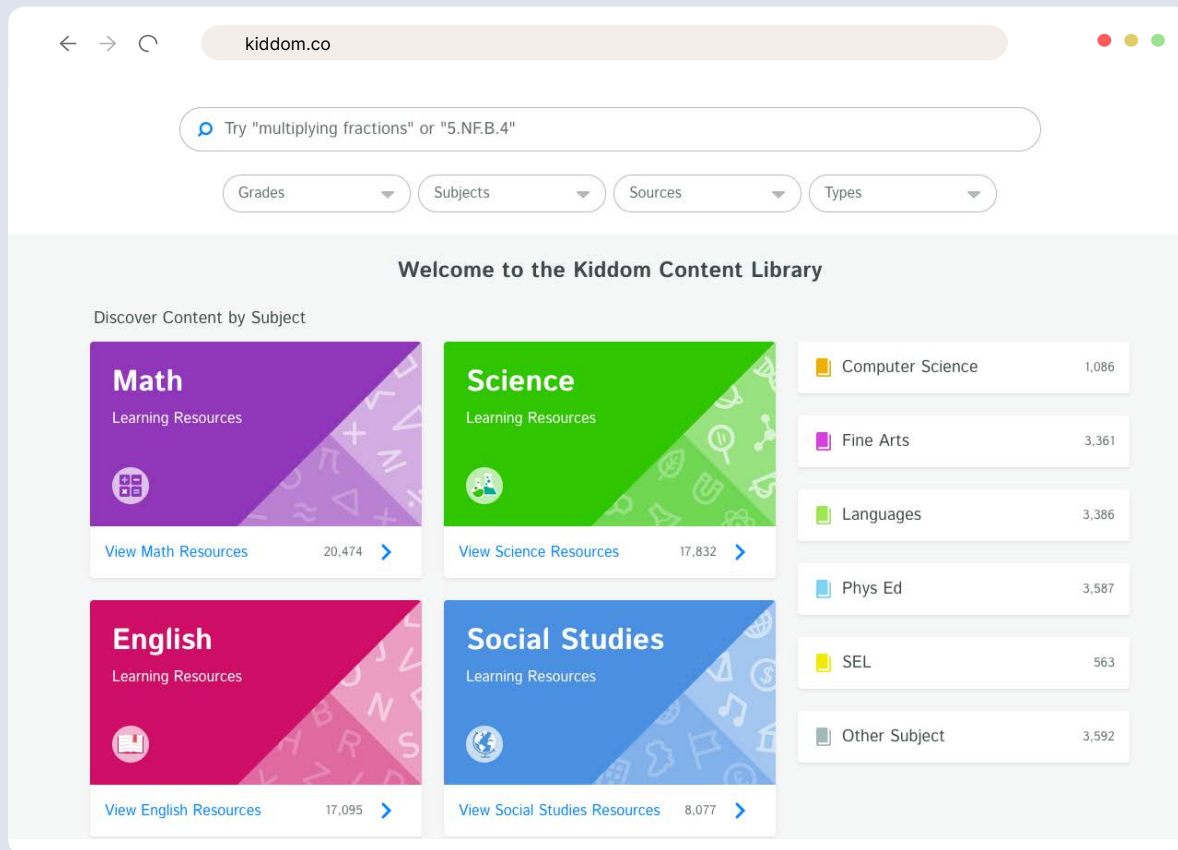 kiddom.co
Try "multiplying fractions" or "5.NF.B.4"
Grades
Subjects
Sources
Types
Welcome to the Kiddom Content Library
Discover Content by Subject
Math
Learning Resources
View Math Resources 20,474
Science
Learning Resources
View Science Resources 17,832
English
Learning Resources
View English Resources 17,095
Social Studies
Learning Resources
View Social Studies Resources 8,077
Computer Science 1,086
Fine Arts 3,361
Languages 3,386
Phys Ed 3,587
SEL 563
Other Subject 3,592